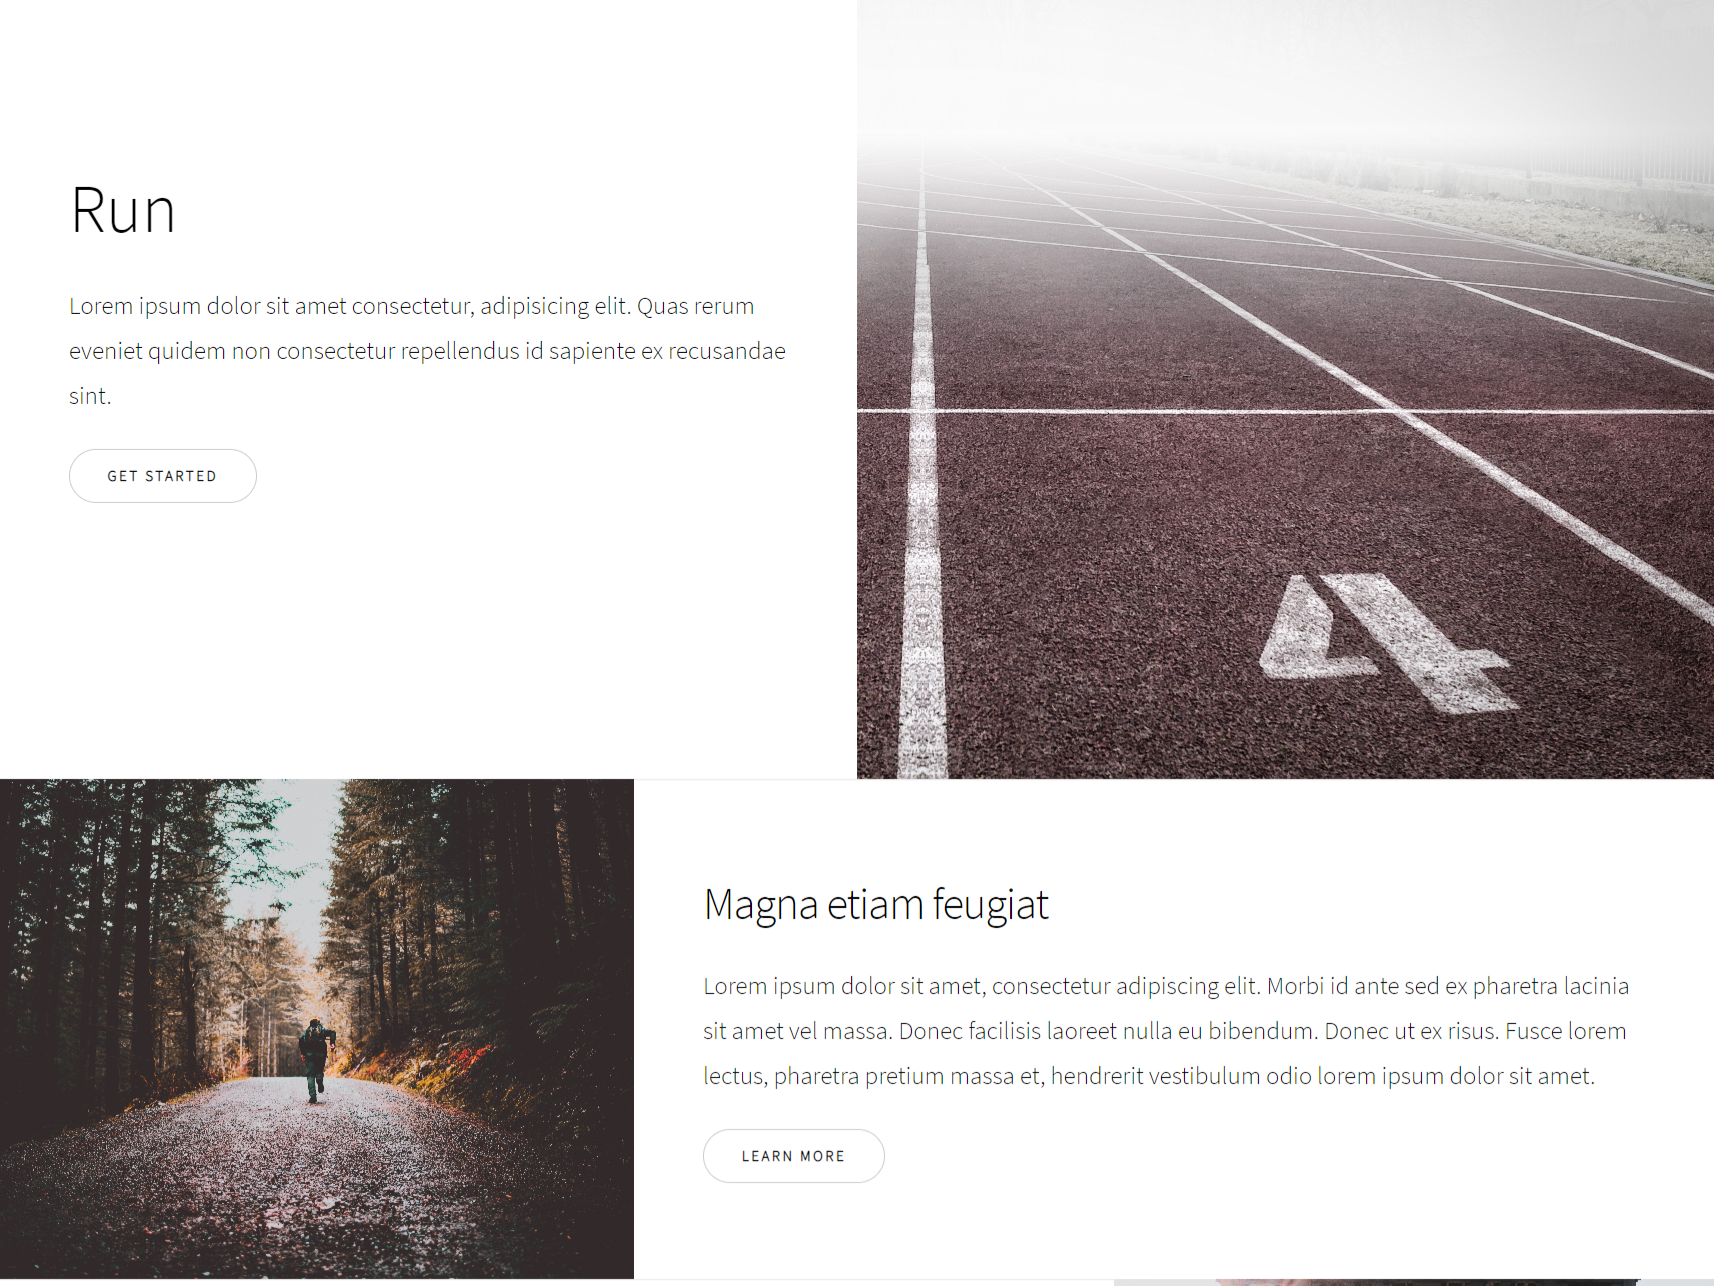 Run
Lorem ipsum dolor sit amet consectetur, adipisicing elit. Quas rerum
eveniet quidem non consectetur repellendus id sapiente ex recusandae
sint.
GET STARTED
4
Magna etiam feugiat
Lorem ipsum dolor sit amet, consectetur adipiscing elit. Morbi id ante sed ex pharetra lacinia
sit amet vel massa. Donec facilisis laoreet nulla eu bibendum. Donec ut ex risus. Fusce lorem
lectus, pharetra pretium massa et, hendrerit vestibulum odio lorem ipsum dolor sit amet.
LEARN MORE